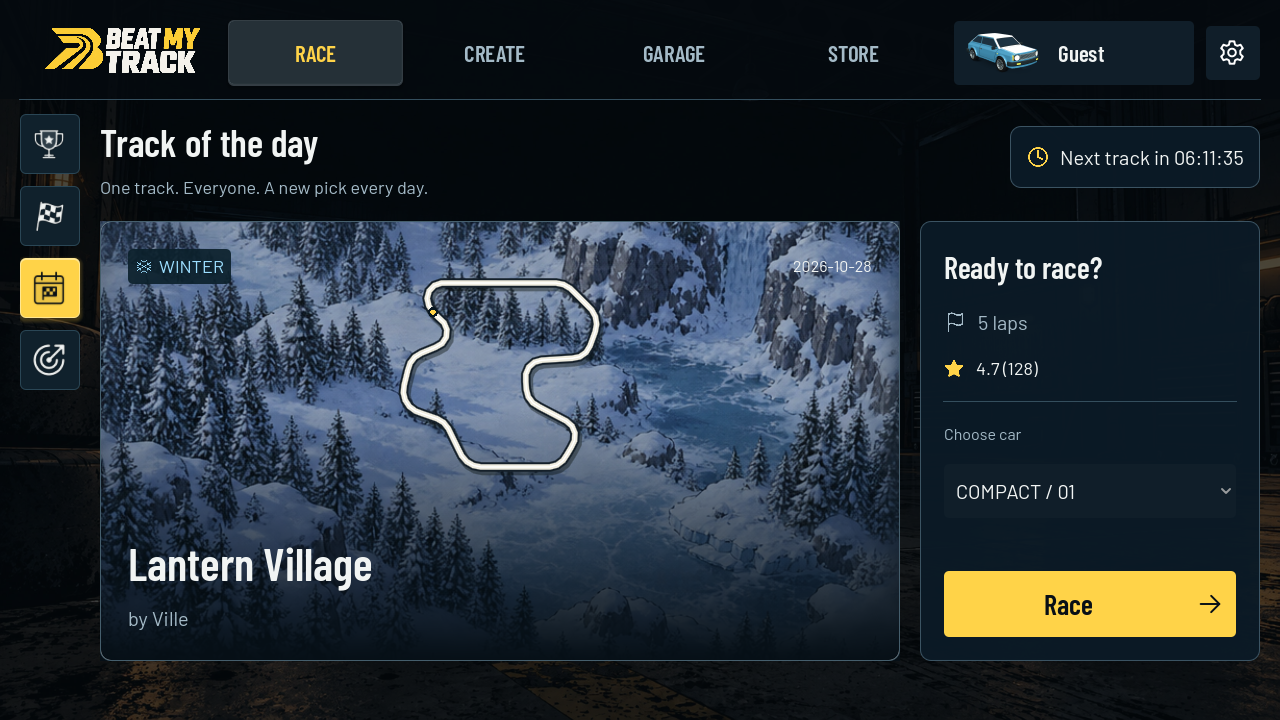 BEAT MY TRACK
RACE
CREATE
GARAGE
STORE
Guest
Track of the day
One track. Everyone. A new pick every day.
Next track in 06:11:35
WINTER
2026-10-28
Lantern Village
by Ville
Ready to race?
5 laps
4.7 (128)
Choose car
COMPACT / 01
Race